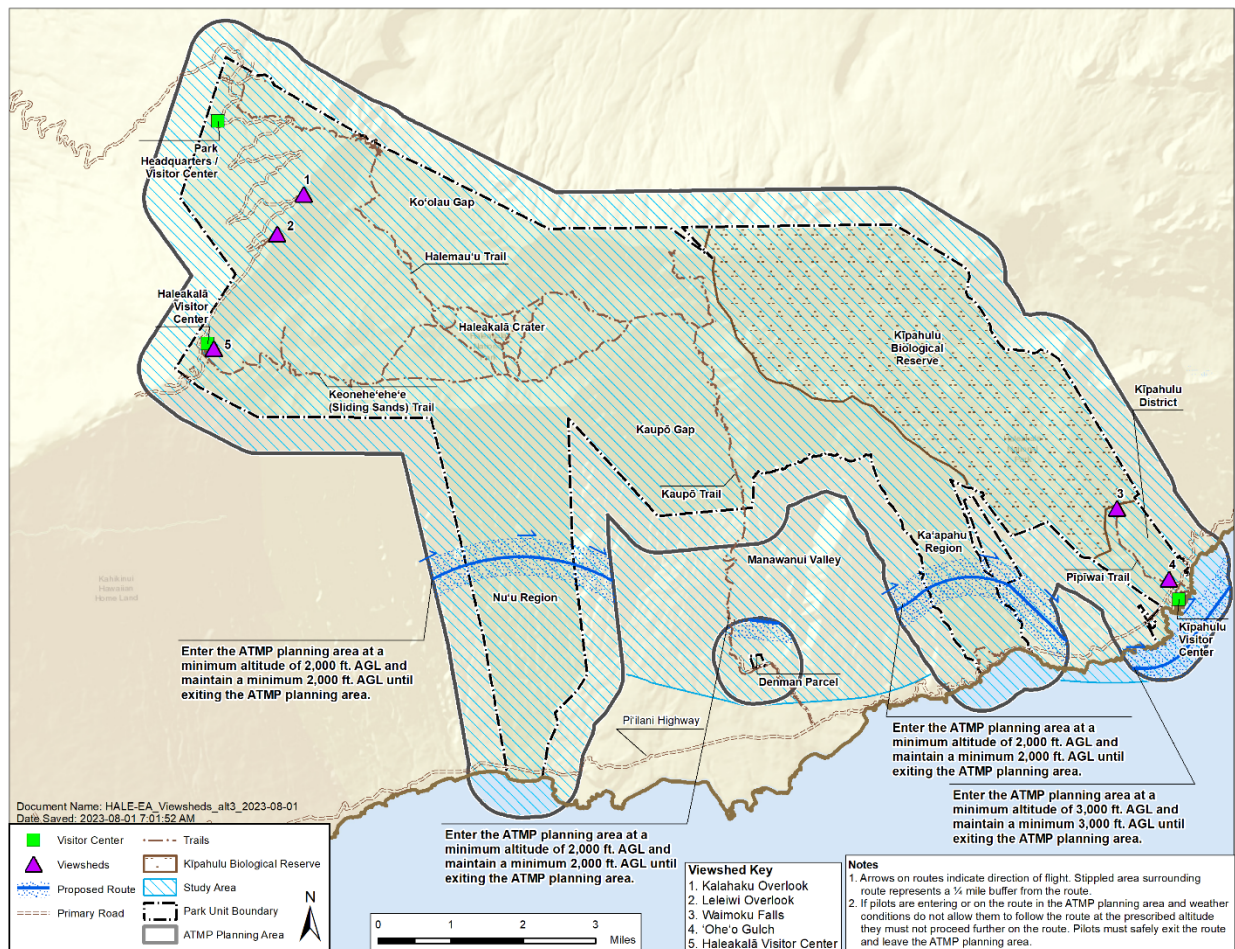 Park
Headquarters /
Visitor Center
1
Koʻolau Gap
2
Halemauʻu Trail
Haleakalā
Visitor
Center
Haleakalā Crater
5
Kīpahulu
Biological
Reserve
Kīpahulu
District
Keoneheʻeheʻe
(Sliding Sands) Trail
Kaupō Gap
Kaupō Trail
3
Kaʻapahu
Region
Manawainui Valley
Pīpīwai Trail
4
Kahikinui
Hawaiian
Home Land
Nuʻu Region
Kīpahulu
Visitor
Center
Enter the ATMP planning area at a
minimum altitude of 2,000 ft. AGL and
maintain a minimum 2,000 ft. AGL until
exiting the ATMP planning area.
Denman Parcel
Piʻilani Highway
Enter the ATMP planning area at a
minimum altitude of 2,000 ft. AGL and
maintain a minimum 2,000 ft. AGL until
exiting the ATMP planning area.
Enter the ATMP planning area at a
minimum altitude of 3,000 ft. AGL and
maintain a minimum 3,000 ft. AGL until
exiting the ATMP planning area.
Enter the ATMP planning area at a
minimum altitude of 2,000 ft. AGL and
maintain a minimum 2,000 ft. AGL until
exiting the ATMP planning area.
Document Name: HALE-EA_Viewsheds_alt3_2023-08-01
Date Saved: 2023-08-01 7:01:52 AM
Visitor Center
Viewsheds
Proposed Route
Primary Road
Trails
Kīpahulu Biological Reserve
Study Area
Park Unit Boundary
ATMP Planning Area
N
0 1 2 3
Miles
Viewshed Key
1. Kalahaku Overlook
2. Leleiwi Overlook
3. Waimoku Falls
4. ʻOheʻo Gulch
5. Haleakalā Visitor Center
Notes
1. Arrows on routes indicate direction of flight. Stippled area surrounding
route represents a ¼ mile buffer from the route.
2. If pilots are entering or on the route in the ATMP planning area and weather
conditions do not allow them to follow the route at the prescribed altitude
they must not proceed further on the route. Pilots must safely exit the route
and leave the ATMP planning area.